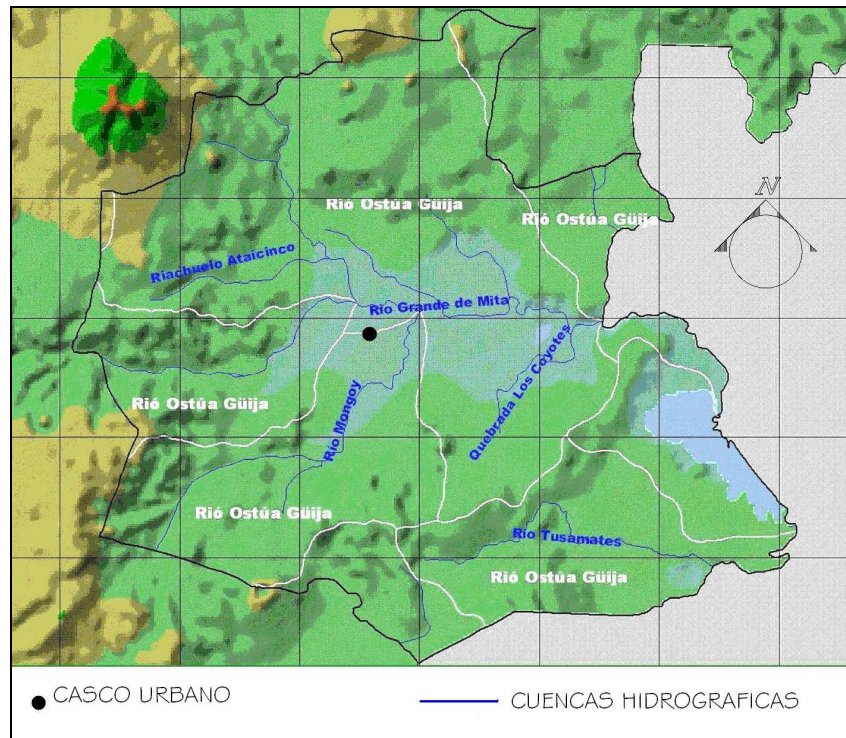 N
Rió Ostúa Güija
Rió Ostúa Güija
Riachuelo Ataicinco
Rio Grande de Mita
Quebrada Los Coyotes
Rió Ostúa Güija
Rio Mongoy
Rió Ostúa Güija
Rio Tusamates
Rió Ostúa Güija
CASCO URBANO
CUENCAS HIDROGRAFICAS